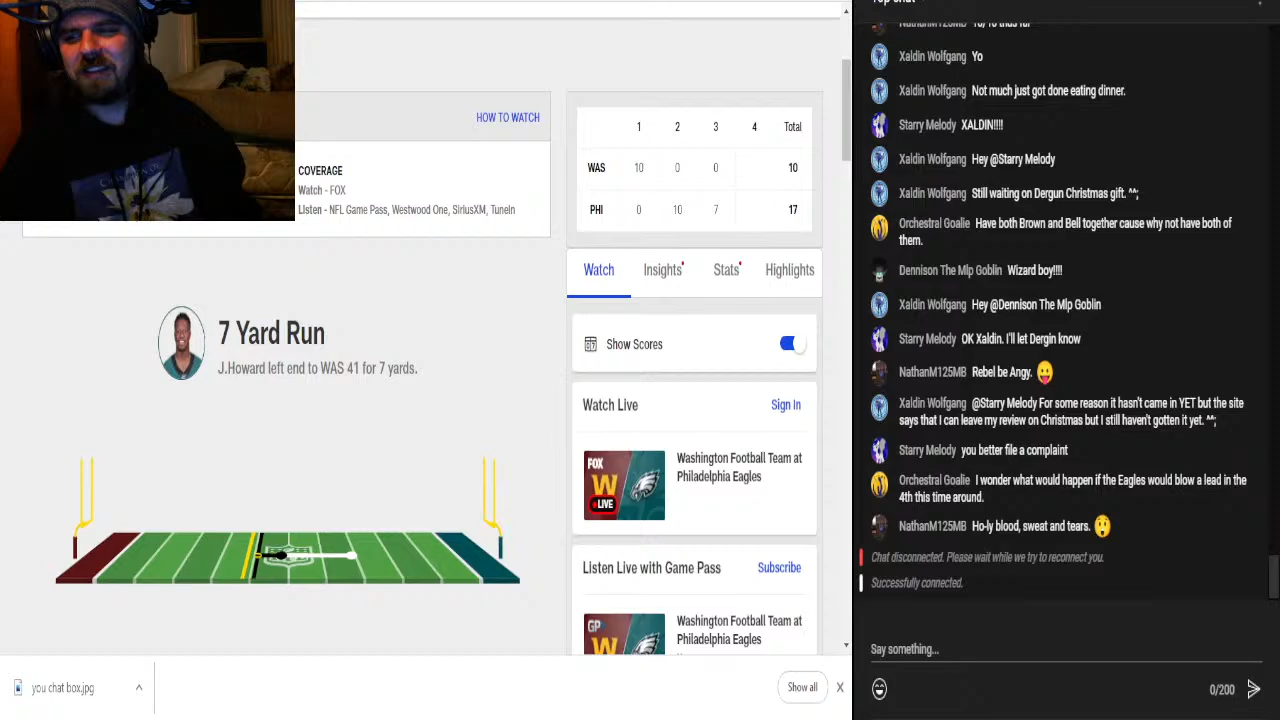 HOW TO WATCH
COVERAGE
Watch - FOX
Listen - NFL Game Pass, Westwood One, SiriusXM, TuneIn
1 2 3 4 Total
WAS 10 0 0 10
PHI 0 10 7 17
Watch Insights Stats Highlights
Show Scores
Watch Live Sign In
FOX
LIVE
Washington Football Team at
Philadelphia Eagles
Listen Live with Game Pass Subscribe
GP
Washington Football Team at
Philadelphia Eagles
7 Yard Run
J.Howard left end to WAS 41 for 7 yards.
you chat box.jpg
Show all X
Xaldin Wolfgang Yo
Xaldin Wolfgang Not much just got done eating dinner.
Starry Melody XALDIN!!!!
Xaldin Wolfgang Hey @Starry Melody
Xaldin Wolfgang Still waiting on Dergun Christmas gift. ^^;
Orchestral Goalie Have both Brown and Bell together cause why not have both of
them.
Dennison The Mlp Goblin Wizard boy!!!!
Xaldin Wolfgang Hey @Dennison The Mlp Goblin
Starry Melody OK Xaldin. I'll let Dergin know
NathanM125MB Rebel be Angy. 😛
Xaldin Wolfgang @Starry Melody For some reason it hasn't came in YET but the site
says that I can leave my review on Christmas but I still haven't gotten it yet. ^^;
Starry Melody you better file a complaint
Orchestral Goalie I wonder what would happen if the Eagles would blow a lead in the
4th this time around.
NathanM125MB Ho-ly blood, sweat and tears. 😲
Chat disconnected. Please wait while we try to reconnect you.
Successfully connected.
Say something...
0/200